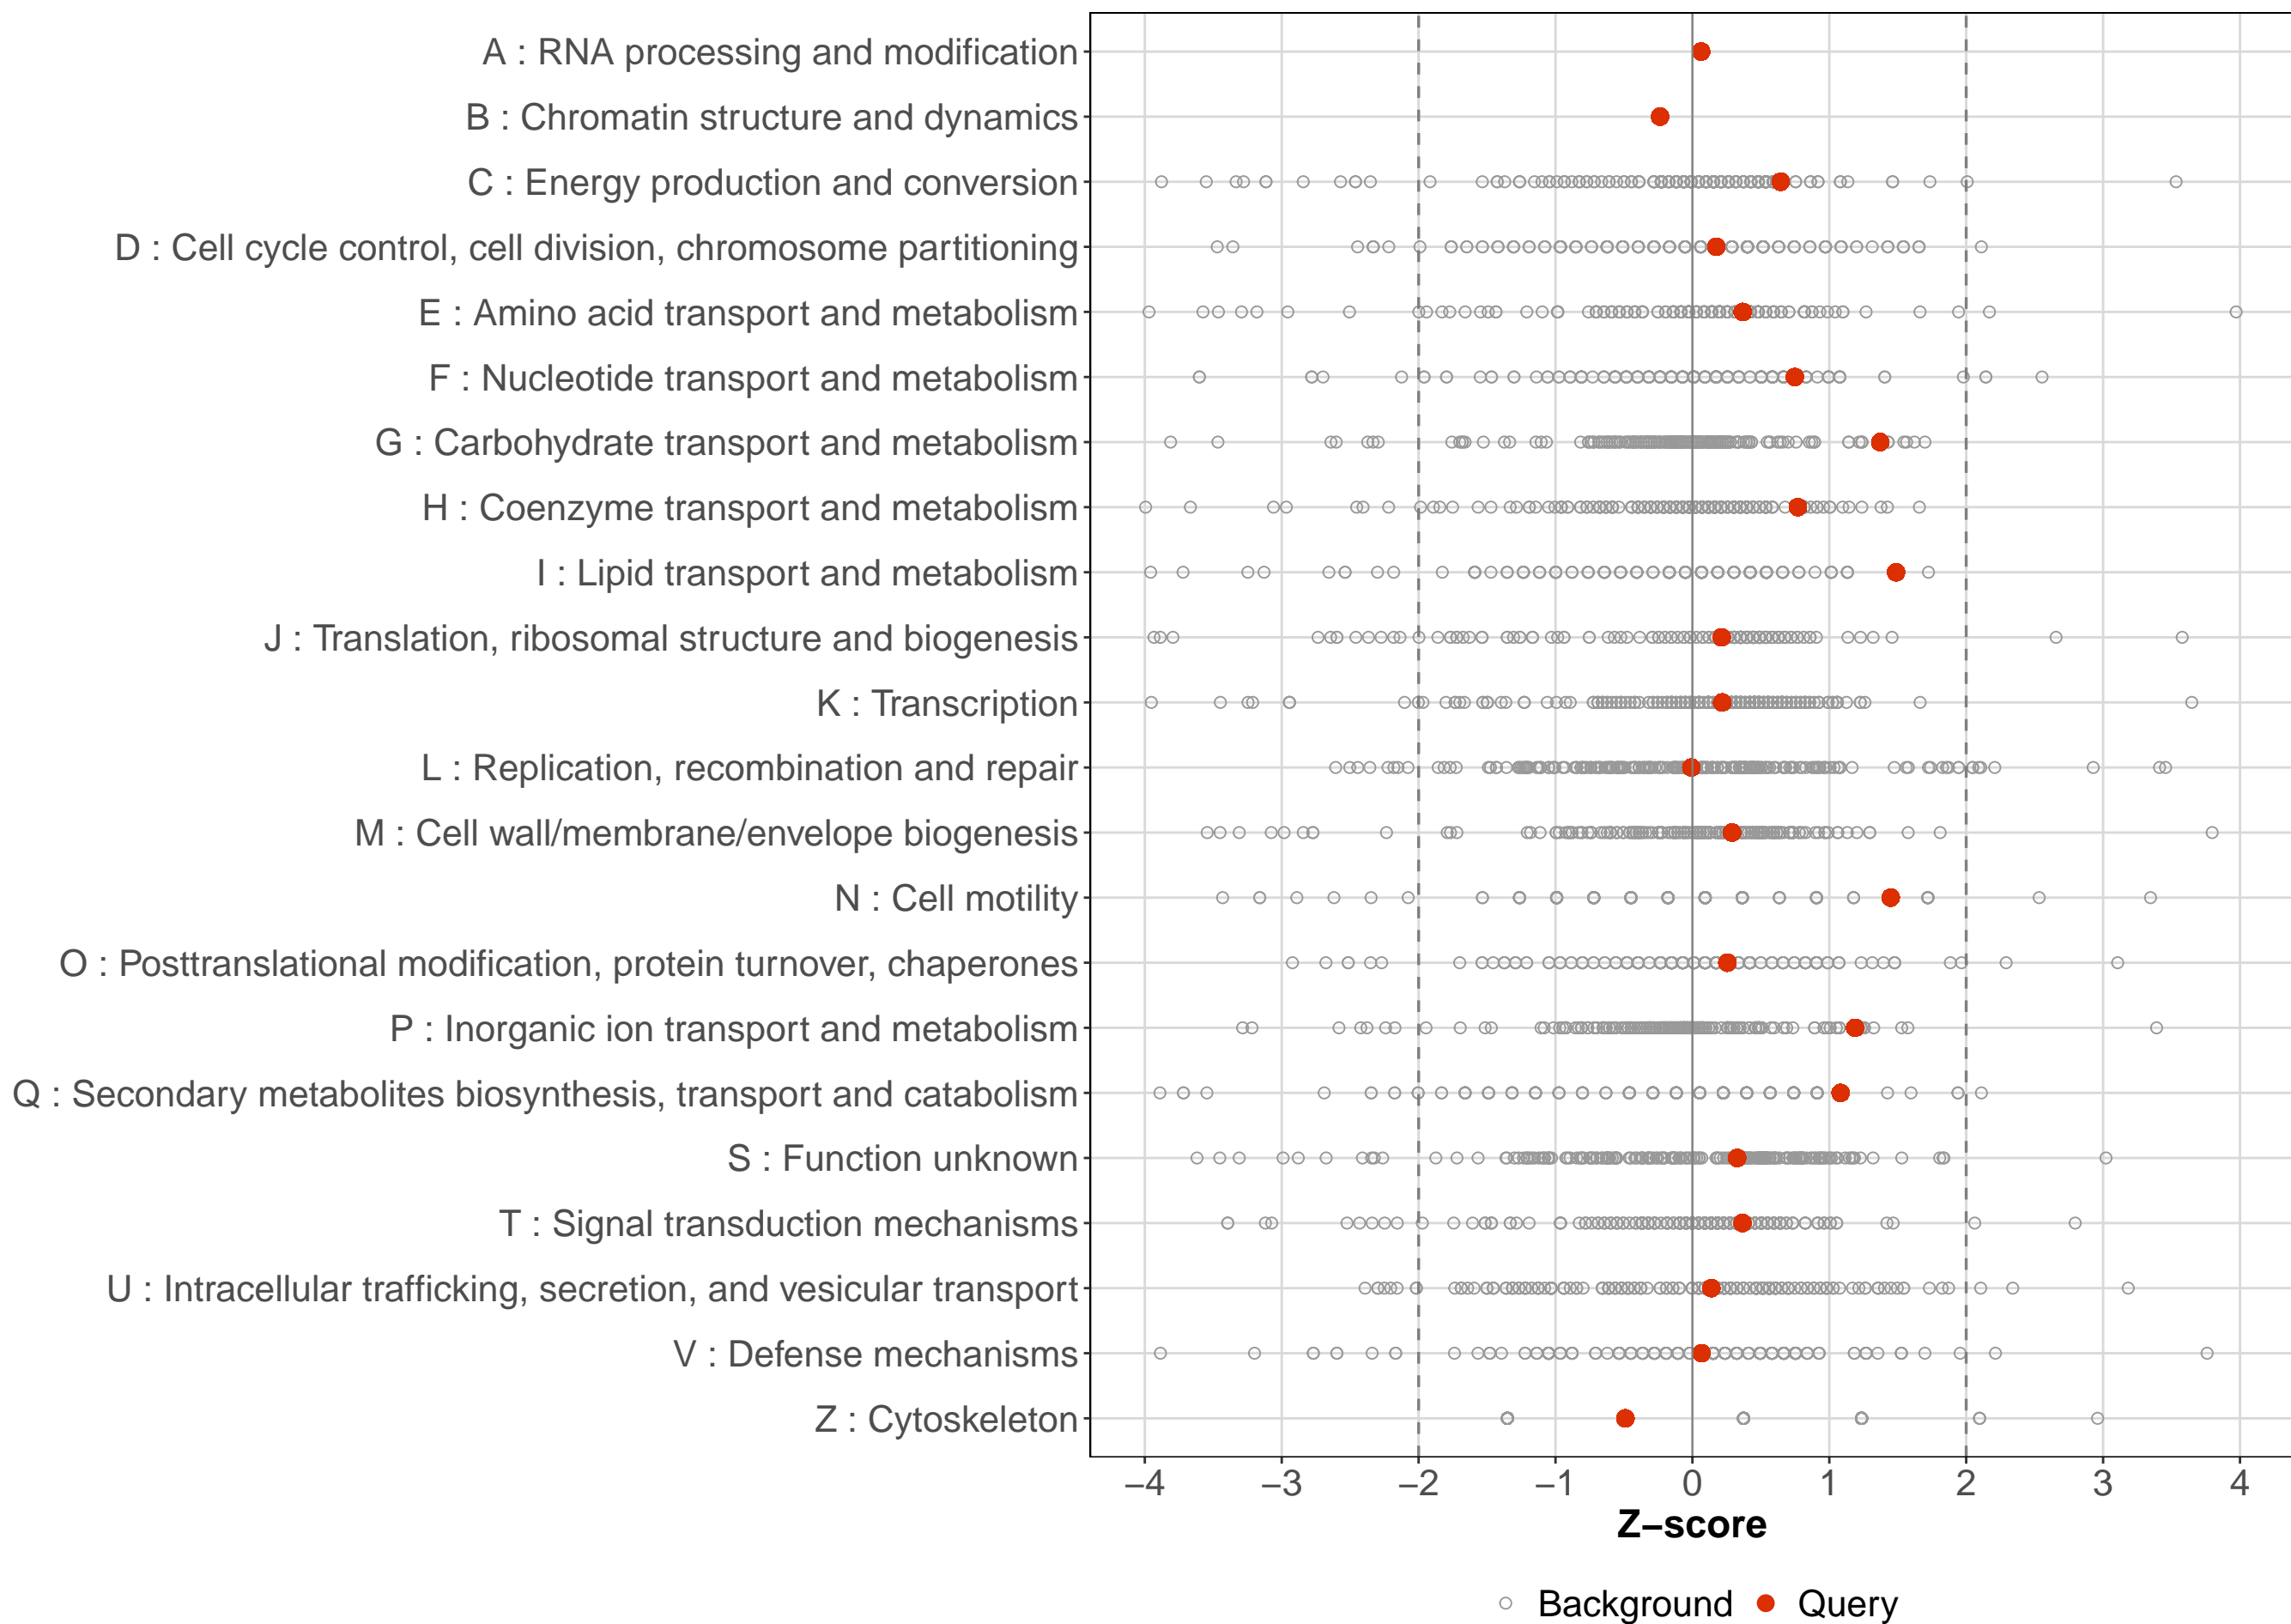 A : RNA processing and modification
B : Chromatin structure and dynamics
C : Energy production and conversion
D : Cell cycle control, cell division, chromosome partitioning
E : Amino acid transport and metabolism
F : Nucleotide transport and metabolism
G : Carbohydrate transport and metabolism
H : Coenzyme transport and metabolism
I : Lipid transport and metabolism
J : Translation, ribosomal structure and biogenesis
K : Transcription
L : Replication, recombination and repair
M : Cell wall/membrane/envelope biogenesis
N : Cell motility
O : Posttranslational modification, protein turnover, chaperones
P : Inorganic ion transport and metabolism
Q : Secondary metabolites biosynthesis, transport and catabolism
S : Function unknown
T : Signal transduction mechanisms
U : Intracellular trafficking, secretion, and vesicular transport
V : Defense mechanisms
Z : Cytoskeleton
−4 −3 −2 −1 0 1 2 3 4
Z−score
Background Query